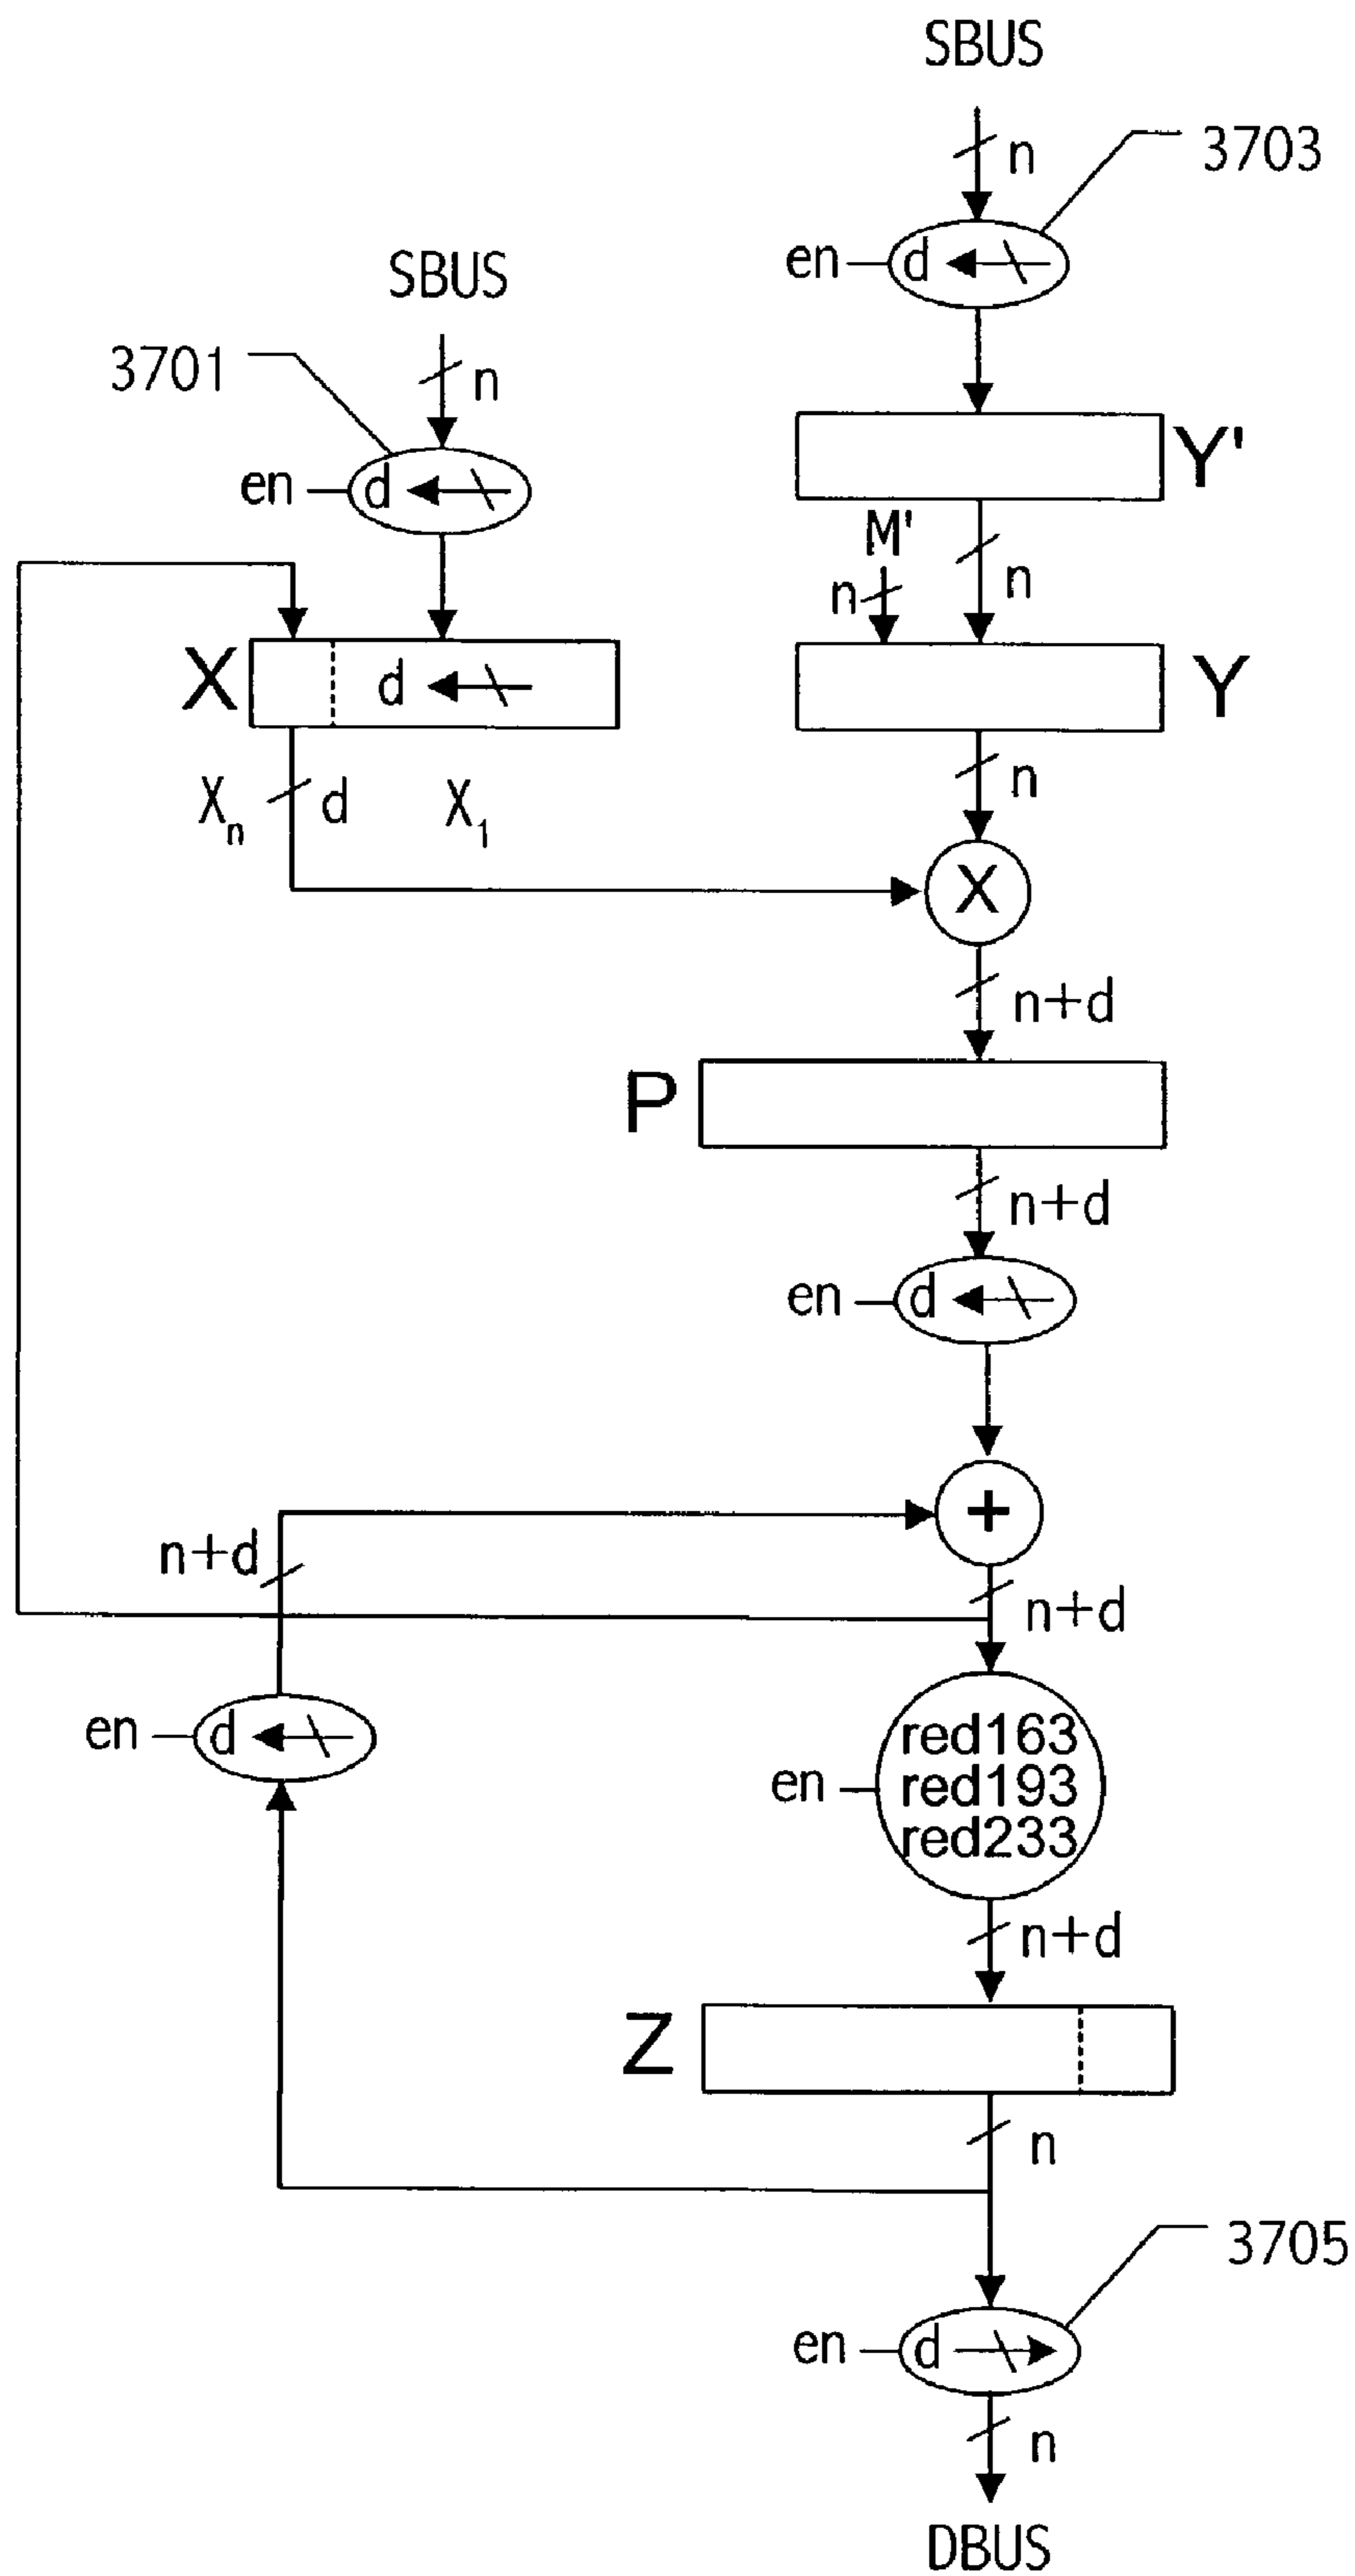 SBUS
n
3703
en
d
SBUS
n
3701
en
d
Y'
M'
n
n
X
d
Y
n
Xn
d
X1
X
n+d
P
n+d
en
d
+
n+d
n+d
en
d
red163
en
red193
red233
n+d
Z
n
3705
en
d
n
DBUS